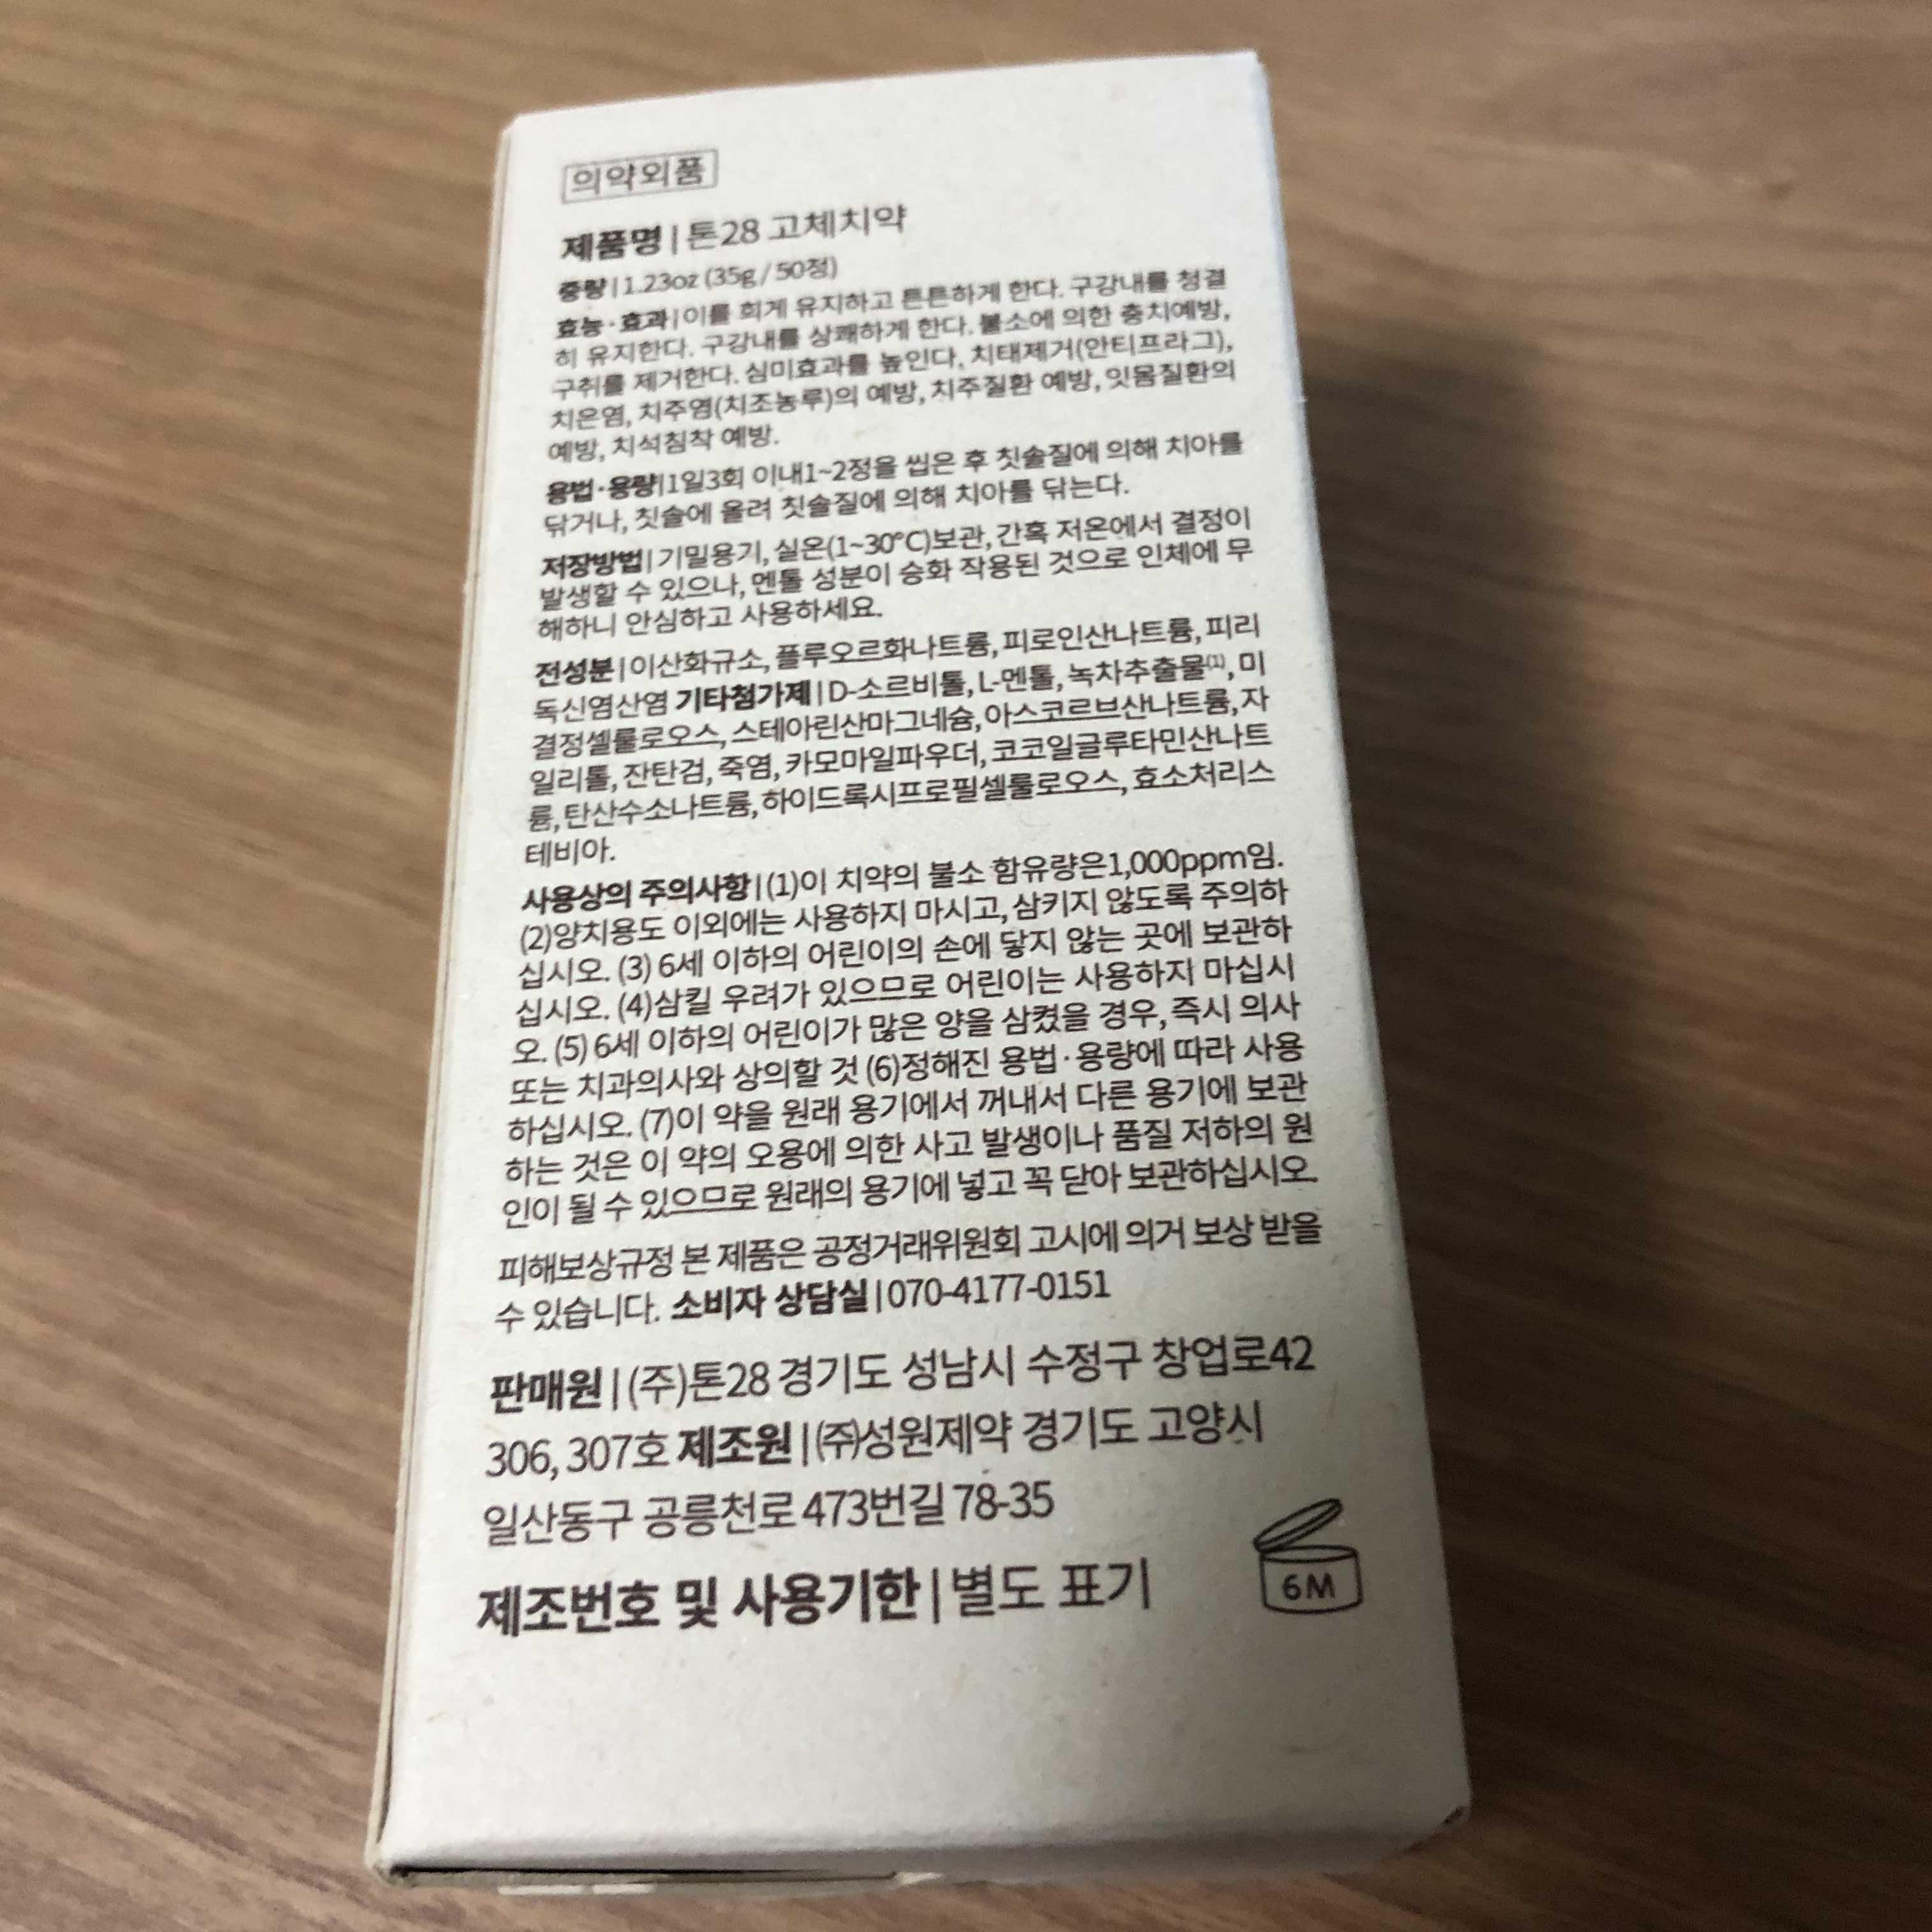 의약외품
제품명 | 톤28 고체치약
중량 | 1.23oz (35g / 50정)
효능·효과 | 이를 희게 유지하고 튼튼하게 한다. 구강내를 청결
히 유지한다. 구강내를 상쾌하게 한다. 불소에 의한 충치예방,
구취를 제거한다. 심미효과를 높인다, 치태제거(안티프라그),
치은염, 치주염(치조농루)의 예방, 치주질환 예방, 잇몸질환의
예방, 치석침착 예방.
용법·용량 | 1일3회 이내1~2정을 씹은 후 칫솔질에 의해 치아를
닦거나, 칫솔에 올려 칫솔질에 의해 치아를 닦는다.
저장방법 | 기밀용기, 실온(1~30°C)보관, 간혹 저온에서 결정이
발생할 수 있으나, 멘톨 성분이 승화 작용된 것으로 인체에 무
해하니 안심하고 사용하세요.
전성분 | 이산화규소, 플루오르화나트륨, 피로인산나트륨, 피리
독신염산염 기타첨가제 | D-소르비톨, L-멘톨, 녹차추출물(1), 미
결정셀룰로오스, 스테아린산마그네슘, 아스코르브산나트륨, 자
일리톨, 잔탄검, 죽염, 카모마일파우더, 코코일글루타민산나트
륨, 탄산수소나트륨, 하이드록시프로필셀룰로오스, 효소처리스
테비아.
사용상의 주의사항 | (1)이 치약의 불소 함유량은1,000ppm임.
(2)양치용도 이외에는 사용하지 마시고, 삼키지 않도록 주의하
십시오. (3) 6세 이하의 어린이의 손에 닿지 않는 곳에 보관하
십시오. (4)삼킬 우려가 있으므로 어린이는 사용하지 마십시
오. (5) 6세 이하의 어린이가 많은 양을 삼켰을 경우, 즉시 의사
또는 치과의사와 상의할 것 (6)정해진 용법·용량에 따라 사용
하십시오. (7)이 약을 원래 용기에서 꺼내서 다른 용기에 보관
하는 것은 이 약의 오용에 의한 사고 발생이나 품질 저하의 원
인이 될 수 있으므로 원래의 용기에 넣고 꼭 닫아 보관하십시오.
피해보상규정 본 제품은 공정거래위원회 고시에 의거 보상 받을
수 있습니다. 소비자 상담실 | 070-4177-0151
판매원 | (주)톤28 경기도 성남시 수정구 창업로42
306, 307호 제조원 | (주)성원제약 경기도 고양시
일산동구 공릉천로 473번길 78-35
제조번호 및 사용기한 | 별도 표기
6M